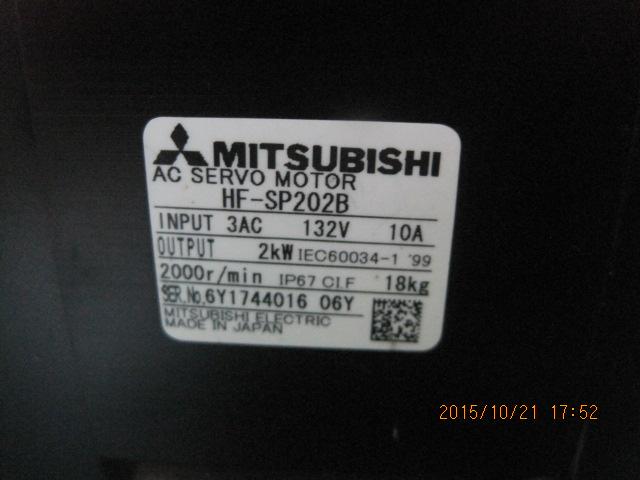 MITSUBISHI
AC SERVO MOTOR
HF-SP202B
INPUT 3AC 132V 10A
OUTPUT 2kW IEC60034-1 '99
2000r/min IP67 CI.F 18kg
SER.No.6Y1744016 06Y
MITSUBISHI ELECTRIC
MADE IN JAPAN
2015/10/21 17:52